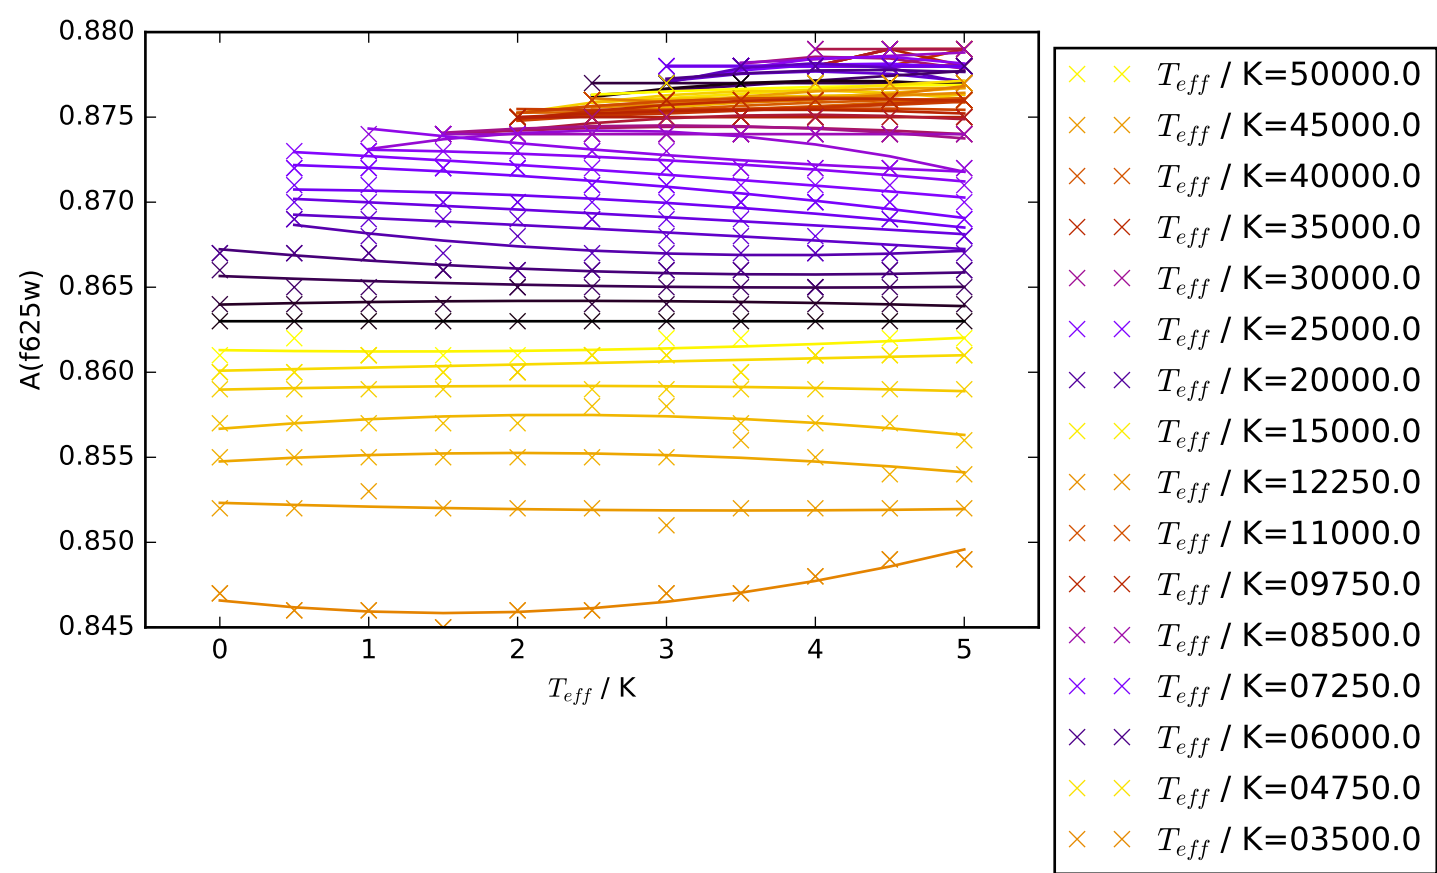 0.880
0.875
0.870
0.865
0.860
0.855
0.850
0.845
A(f625w)
0 1 2 3 4 5
T_eff / K
T_eff / K=50000.0
T_eff / K=45000.0
T_eff / K=40000.0
T_eff / K=35000.0
T_eff / K=30000.0
T_eff / K=25000.0
T_eff / K=20000.0
T_eff / K=15000.0
T_eff / K=12250.0
T_eff / K=11000.0
T_eff / K=09750.0
T_eff / K=08500.0
T_eff / K=07250.0
T_eff / K=06000.0
T_eff / K=04750.0
T_eff / K=03500.0